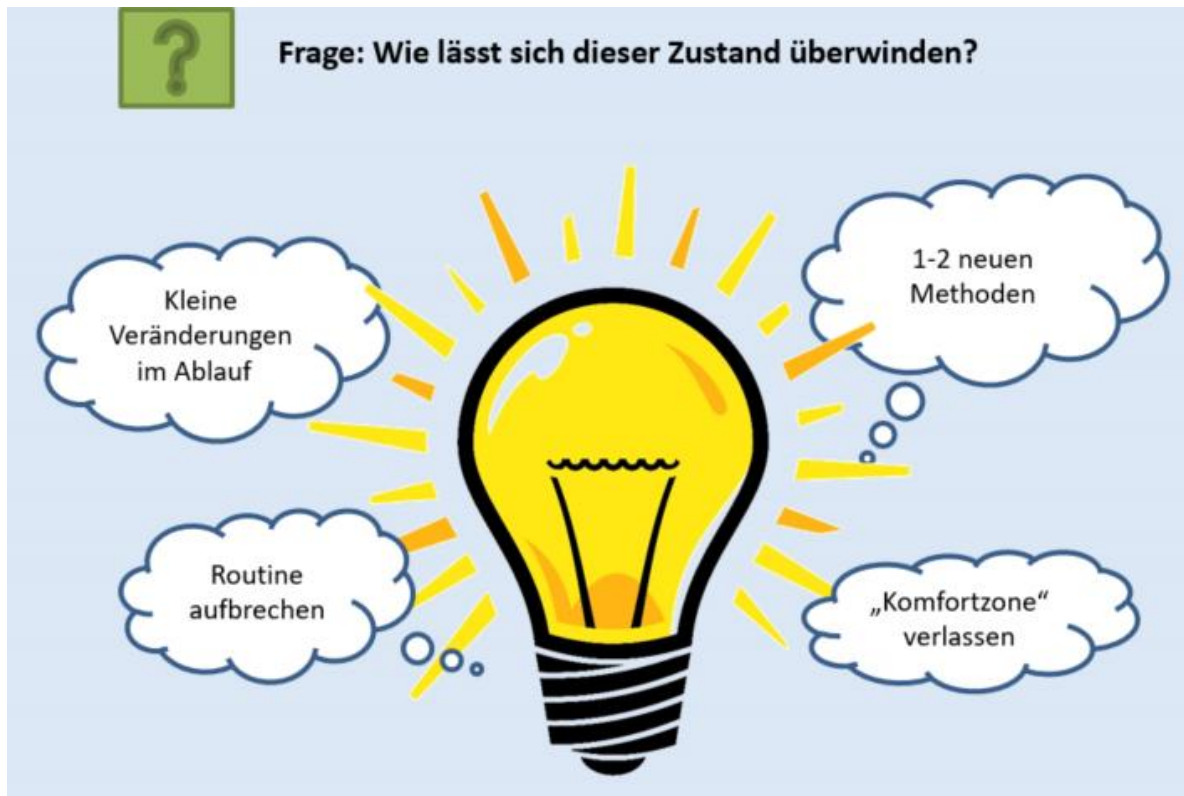 ?
Frage: Wie lässt sich dieser Zustand überwinden?
Kleine
Veränderungen
im Ablauf
1-2 neuen
Methoden
Routine
aufbrechen
„Komfortzone“
verlassen